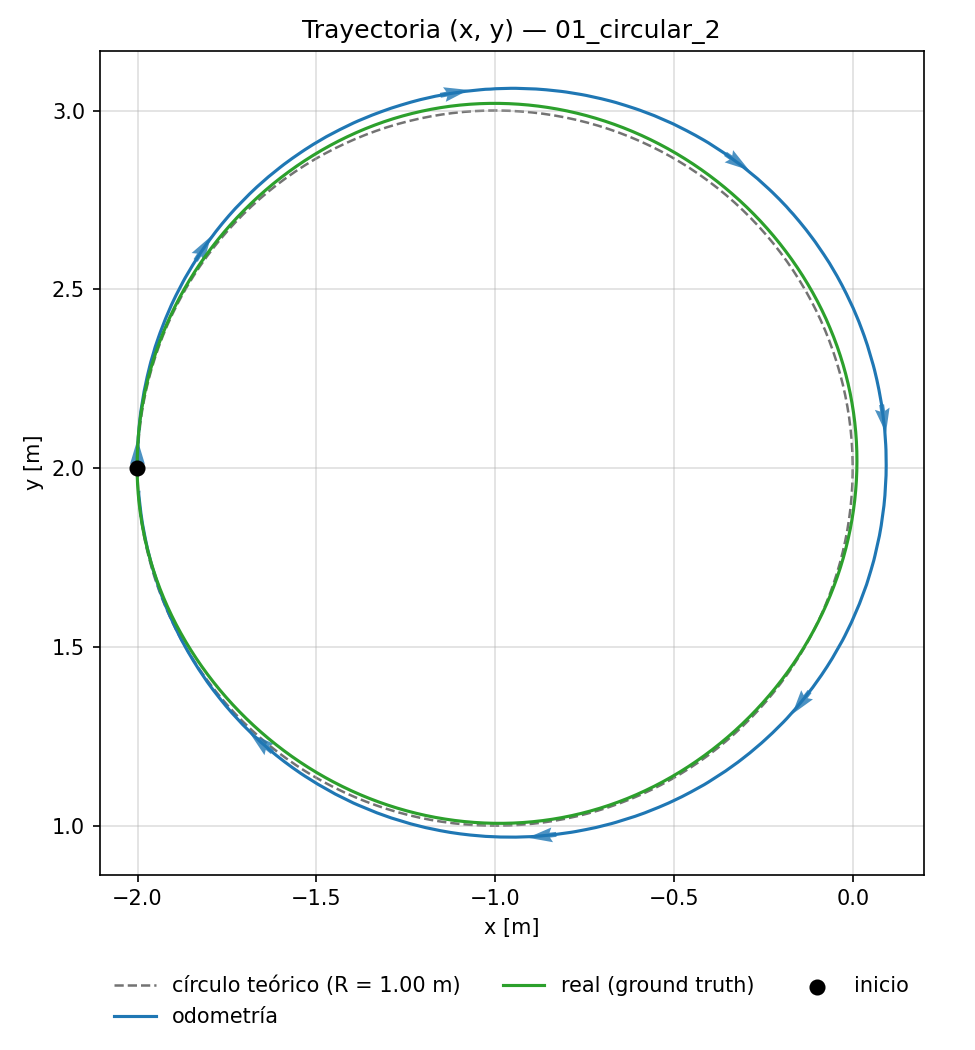 Trayectoria (x, y) — 01_circular_2
3.0
2.5
2.0
1.5
1.0
y [m]
−2.0 −1.5 −1.0 −0.5 0.0
x [m]
círculo teórico (R = 1.00 m) real (ground truth) inicio
odometría